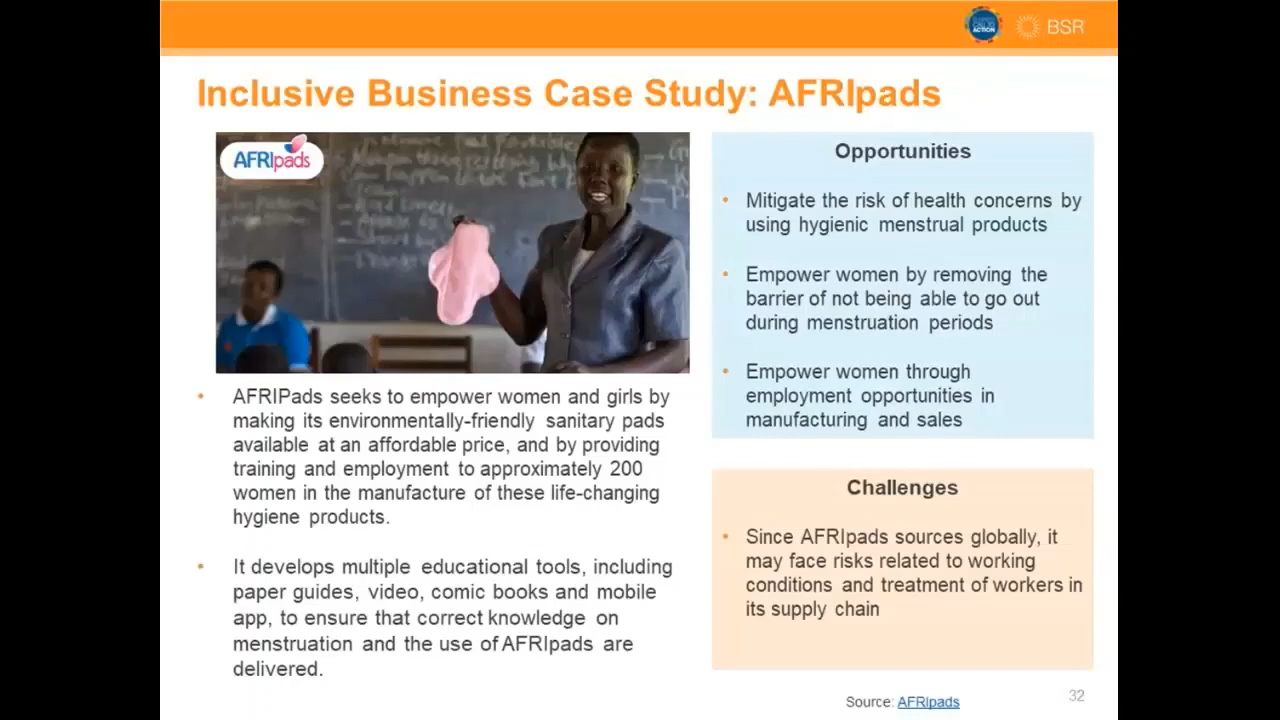 BUSINESS
CALL TO
ACTION
BSR
Inclusive Business Case Study: AFRIpads
AFRIpads
AFRIPads seeks to empower women and girls by
making its environmentally-friendly sanitary pads
available at an affordable price, and by providing
training and employment to approximately 200
women in the manufacture of these life-changing
hygiene products.
It develops multiple educational tools, including
paper guides, video, comic books and mobile
app, to ensure that correct knowledge on
menstruation and the use of AFRIpads are
delivered.
Opportunities
Mitigate the risk of health concerns by
using hygienic menstrual products
Empower women by removing the
barrier of not being able to go out
during menstruation periods
Empower women through
employment opportunities in
manufacturing and sales
Challenges
Since AFRIpads sources globally, it
may face risks related to working
conditions and treatment of workers in
its supply chain
Source: AFRIpads
32